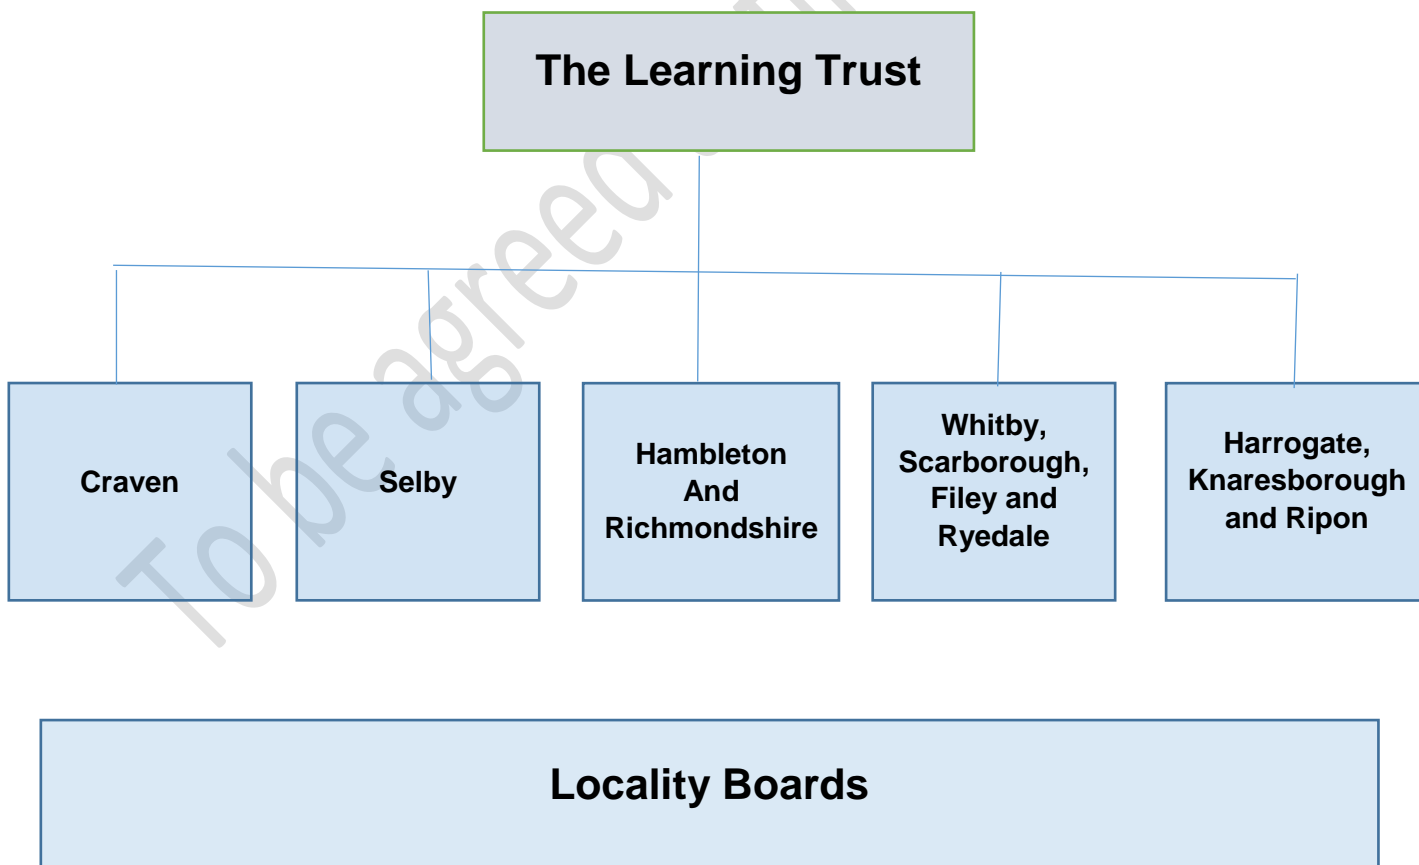 The Learning Trust
Craven
Selby
Hambleton
And
Richmondshire
Whitby,
Scarborough,
Filey and
Ryedale
Harrogate,
Knaresborough
and Ripon
Locality Boards
To be agreed